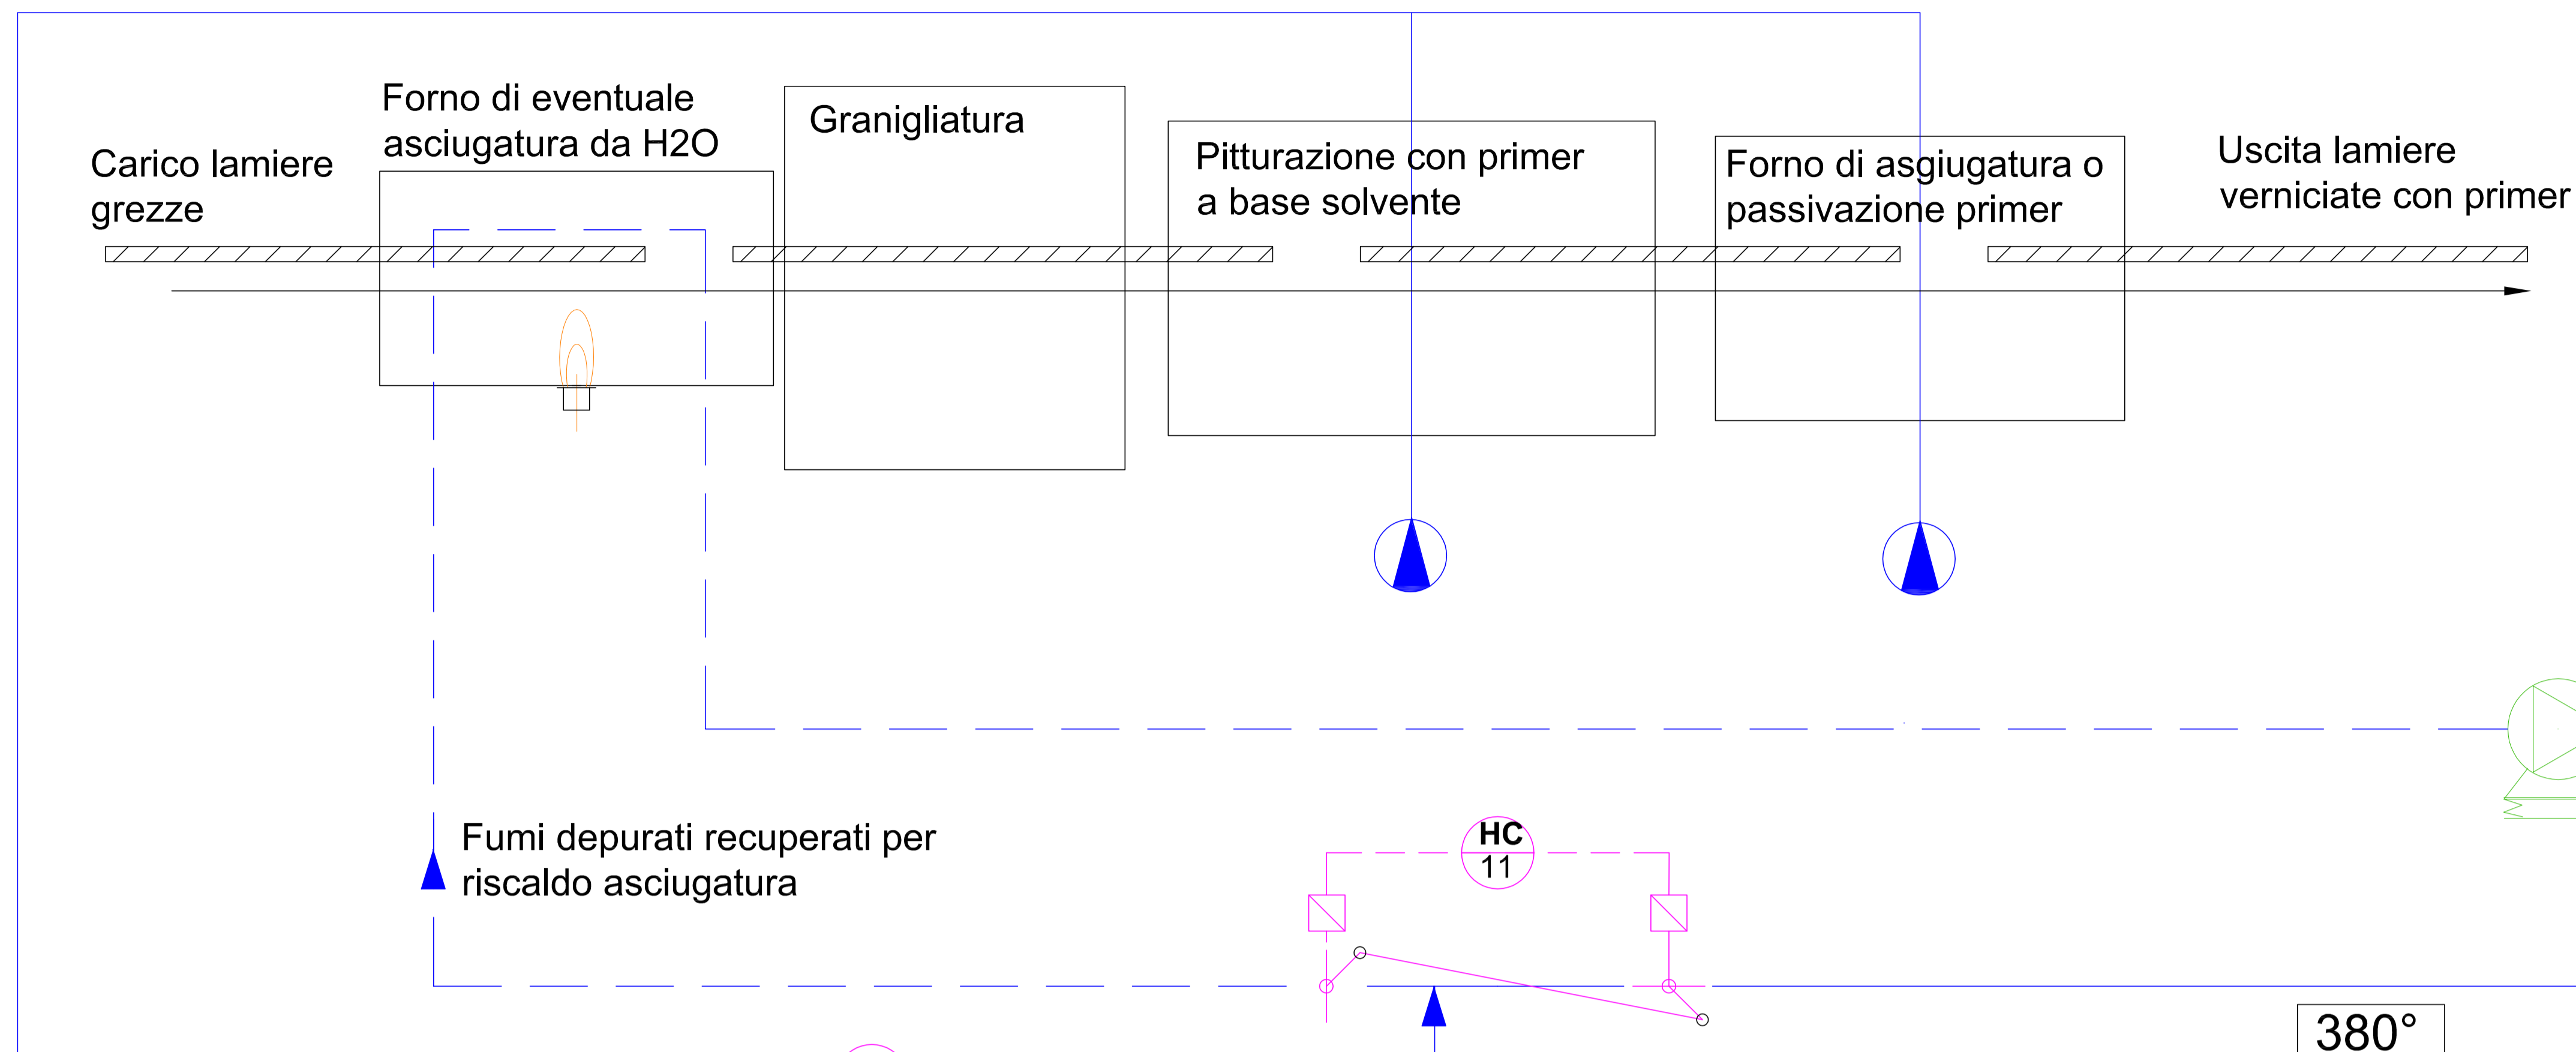 Forno di eventuale
asciugatura da H2O
Granigliatura
Carico lamiere
grezze
Pitturazione con primer
a base solvente
Forno di asgiugatura o
passivazione primer
Uscita lamiere
verniciate con primer
Fumi depurati recuperati per
riscaldo asciugatura
HC
11
380°